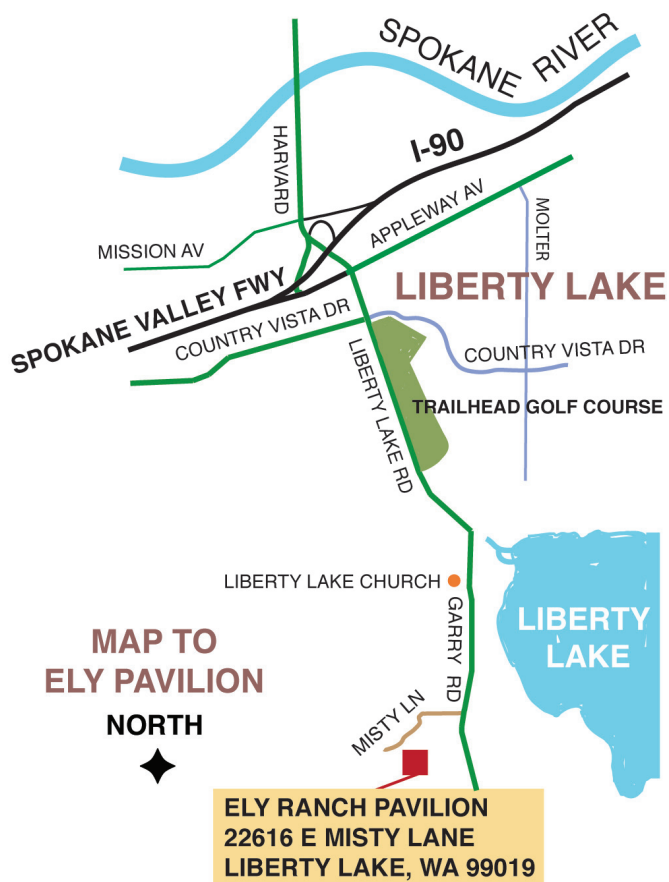 SPOKANE RIVER
HARVARD
I-90
APPLEWAY AV
MOLTER
MISSION AV
LIBERTY LAKE
SPOKANE VALLEY FWY
COUNTRY VISTA DR
COUNTRY VISTA DR
LIBERTY LAKE RD
TRAILHEAD GOLF COURSE
LIBERTY LAKE CHURCH
GARRY RD
LIBERTY
LAKE
MAP TO
ELY PAVILION
NORTH
MISTY LN
ELY RANCH PAVILION
22616 E MISTY LANE
LIBERTY LAKE, WA 99019